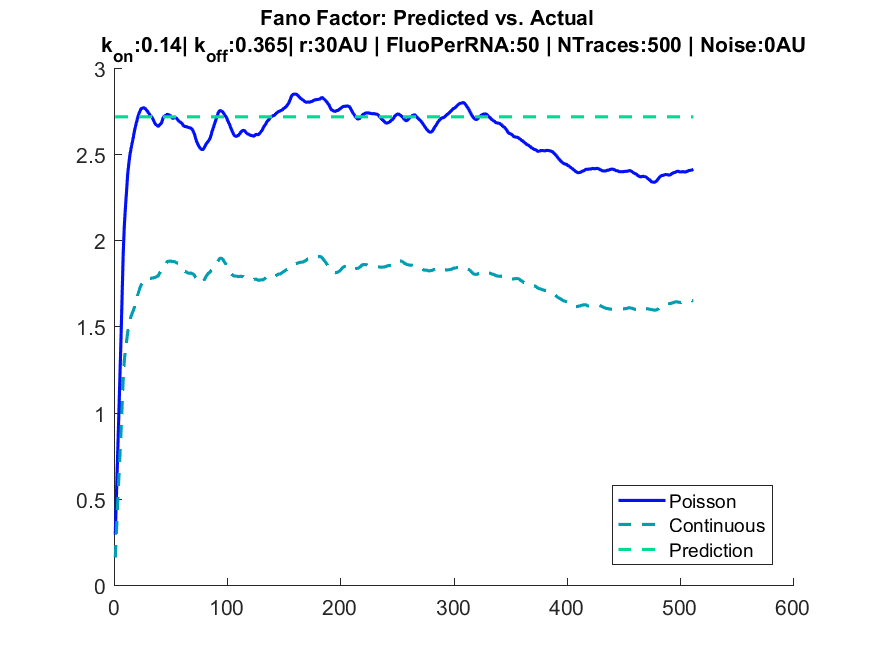 Fano Factor: Predicted vs. Actual
kon:0.14| koff:0.365| r:30AU | FluoPerRNA:50 | NTraces:500 | Noise:0AU
3
2.5
2
1.5
1
0.5
0
0 100 200 300 400 500 600
Poisson
Continuous
Prediction